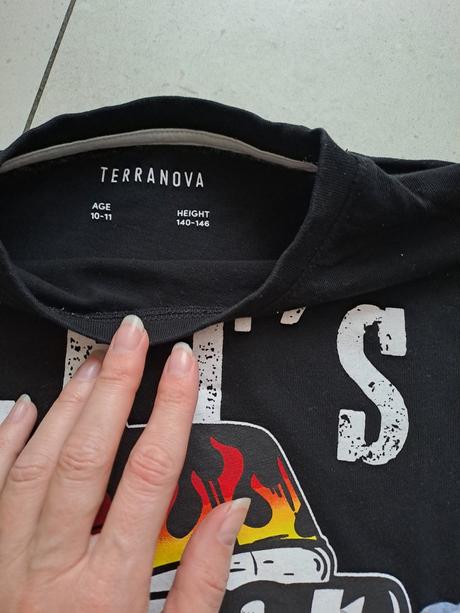 TERRANOVA
AGE
10-11
HEIGHT
140-146
'S